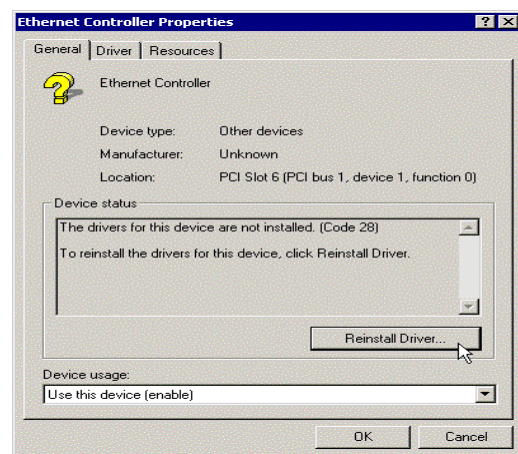 Ethernet Controller Properties
General Driver Resources
Ethernet Controller
Device type: Other devices
Manufacturer: Unknown
Location: PCI Slot 6 (PCI bus 1, device 1, function 0)
Device status
The drivers for this device are not installed. (Code 28)
To reinstall the drivers for this device, click Reinstall Driver.
Reinstall Driver...
Device usage:
Use this device (enable)
OK Cancel